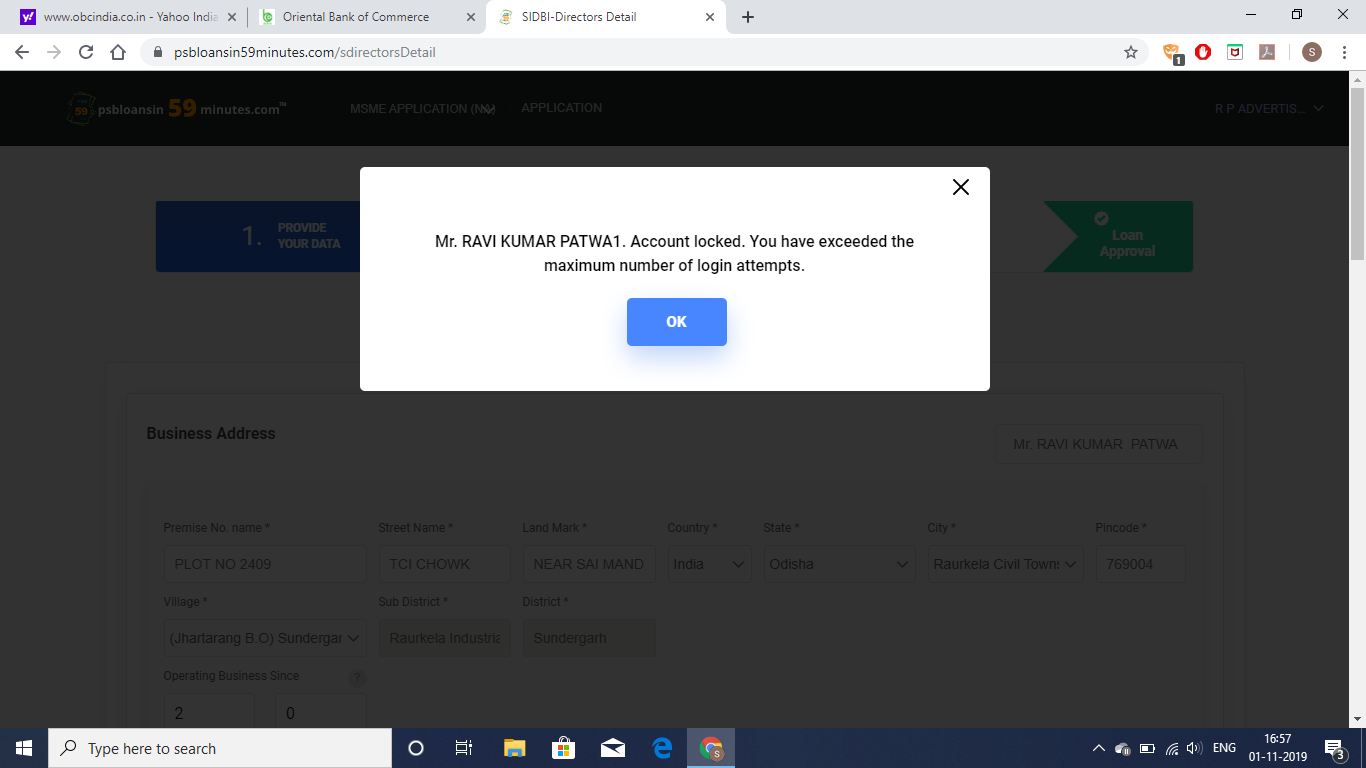 www.obcindia.co.in - Yahoo India
Oriental Bank of Commerce
SIDBI-Directors Detail
psbloansin59minutes.com/sdirectorsDetail
1
S
59 psbloansin 59 minutes.com™
MSME APPLICATION
APPLICATION
R P ADVERTIS...
1. PROVIDE
YOUR DATA
Loan
Approval
Mr. RAVI KUMAR PATWA1. Account locked. You have exceeded the
maximum number of login attempts.
OK
Business Address
Mr. RAVI KUMAR PATWA
Premise No. name * Street Name * Land Mark * Country * State * City * Pincode *
PLOT NO 2409 TCI CHOWK NEAR SAI MAND India Odisha Raurkela Civil Towns 769004
Village * Sub District * District *
(Jhartarang B.O) Sundergar Raurkela Industria Sundergarh
Operating Business Since ?
2 0
Type here to search
ENG
16:57
01-11-2019
3